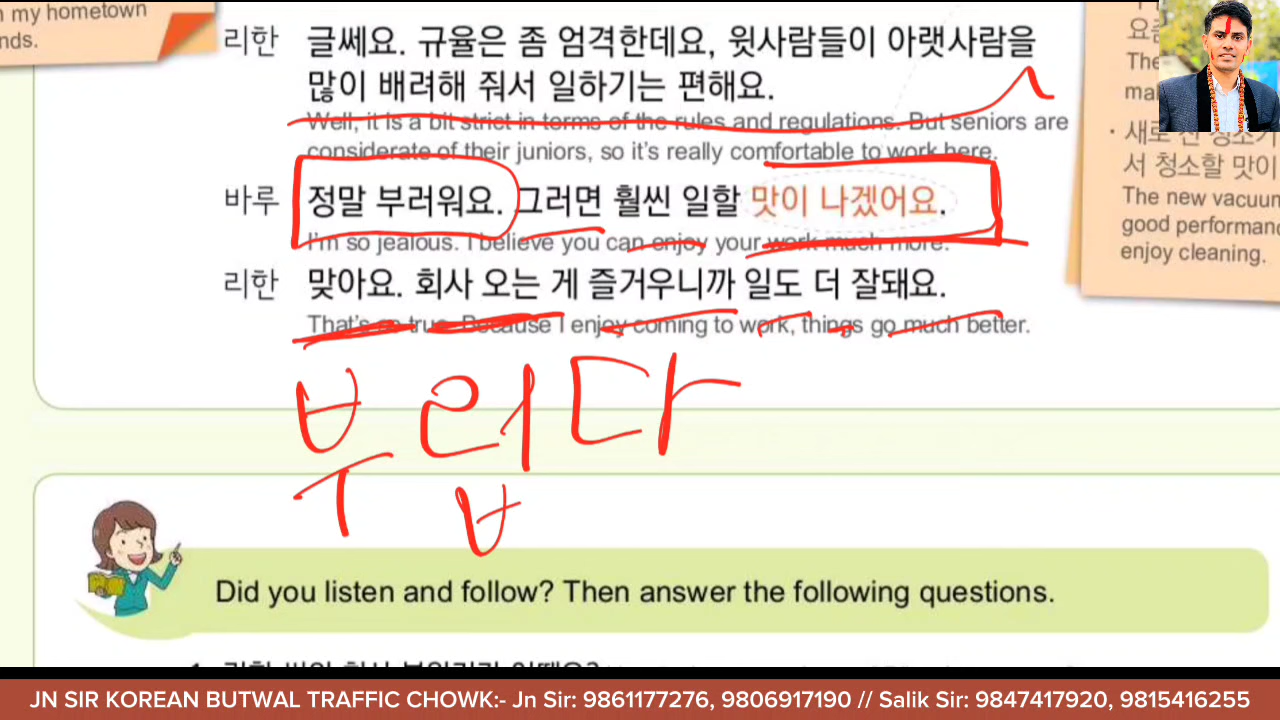 n my hometown
nds.
리한 글쎄요. 규율은 좀 엄격한데요, 윗사람들이 아랫사람을
많이 배려해 줘서 일하기는 편해요.
Well, it is a bit strict in terms of the rules and regulations. But seniors are
considerate of their juniors, so it's really comfortable to work here.
바루 정말 부러워요. 그러면 훨씬 일할 맛이 나겠어요.
I'm so jealous. I believe you can enjoy your work much more.
리한 맞아요. 회사 오는 게 즐거우니까 일도 더 잘돼요.
That's so true. Because I enjoy coming to work, things go much better.
부럽다
Did you listen and follow? Then answer the following questions.
요즘
The
mal
· 새로 산 청소기
서 청소할 맛이
The new vacuum
good performanc
enjoy cleaning.
JN SIR KOREAN BUTWAL TRAFFIC CHOWK:- Jn Sir: 9861177276, 9806917190 // Salik Sir: 9847417920, 9815416255